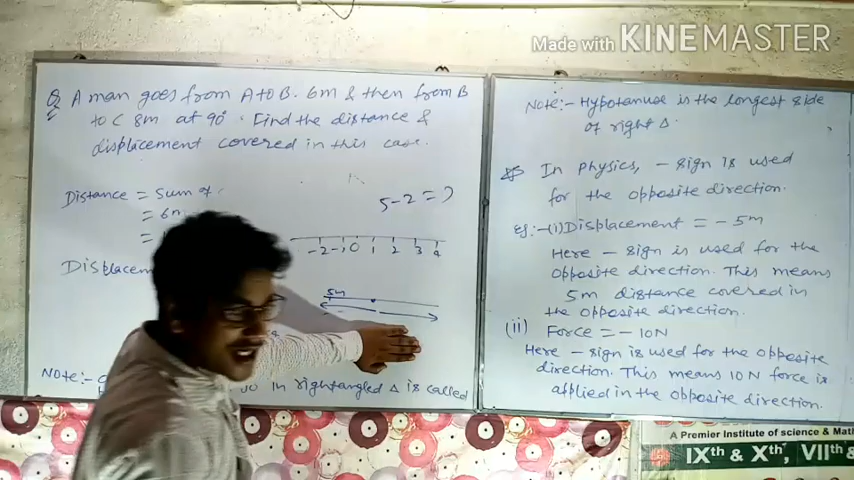 Made with KINEMASTER
Q A man goes from A to B. 6m & then from B
to C 8m at 90° Find the distance &
displacement covered in this case.
Distance = Sum of
= 6m
=
5-2 =
-2 -1 0 1 2 3 4
Displacem
5m
Note:-
in rightangled Δ is called
Note:- Hypotenuse is the longest side
of right Δ.
In Physics, - sign is used
for the opposite direction.
Eg:-(i) Displacement = - 5m
Here - sign is used for the
opposite direction. This means
5m distance covered in
the opposite direction.
(ii) Force = - 10N
Here - sign is used for the opposite
direction. This means 10 N force is
applied in the opposite direction.
A Premier Institute of Science & Math
IXth & Xth, VIIth